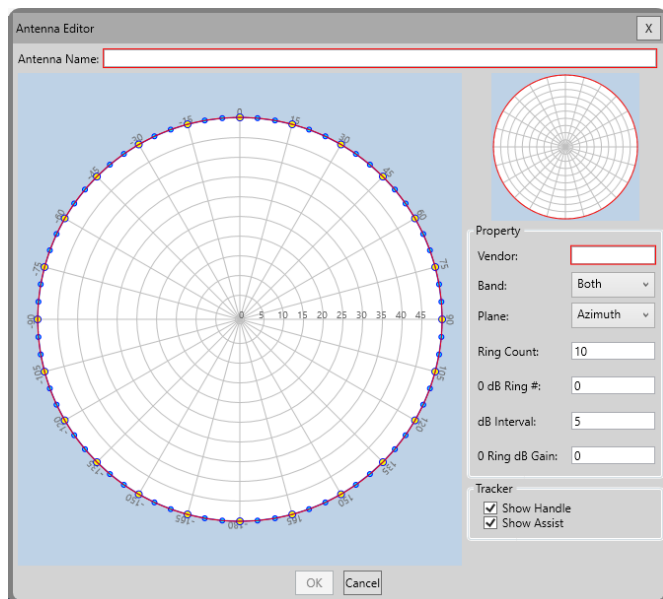 Antenna Editor X
Antenna Name:
0
15
30
45
60
75
90
105
120
135
150
165
-180
-165
-150
-135
-120
-105
-90
-75
-60
-45
-30
-15
0 5 10 15 20 25 30 35 40 45
Property
Vendor:
Band: Both
Plane: Azimuth
Ring Count: 10
0 dB Ring #: 0
dB Interval: 5
0 Ring dB Gain: 0
Tracker
Show Handle
Show Assist
OK Cancel